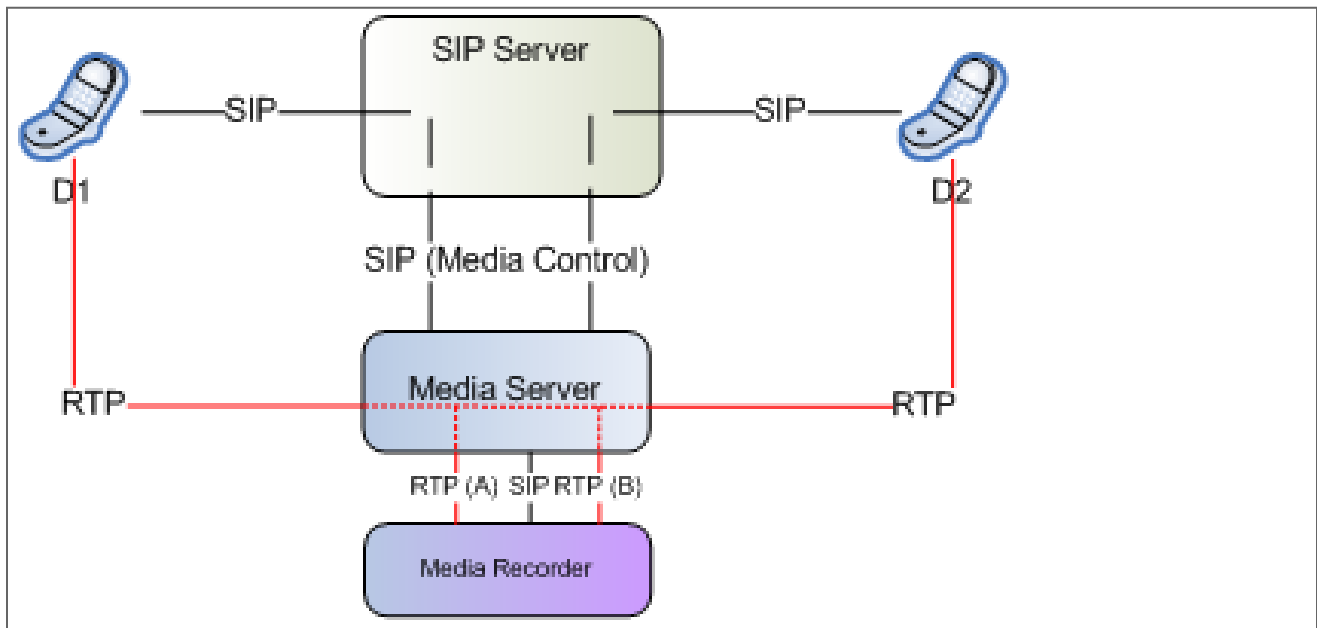 SIP Server
SIP
SIP
D1
D2
SIP (Media Control)
Media Server
RTP
RTP
RTP (A) SIP RTP (B)
Media Recorder